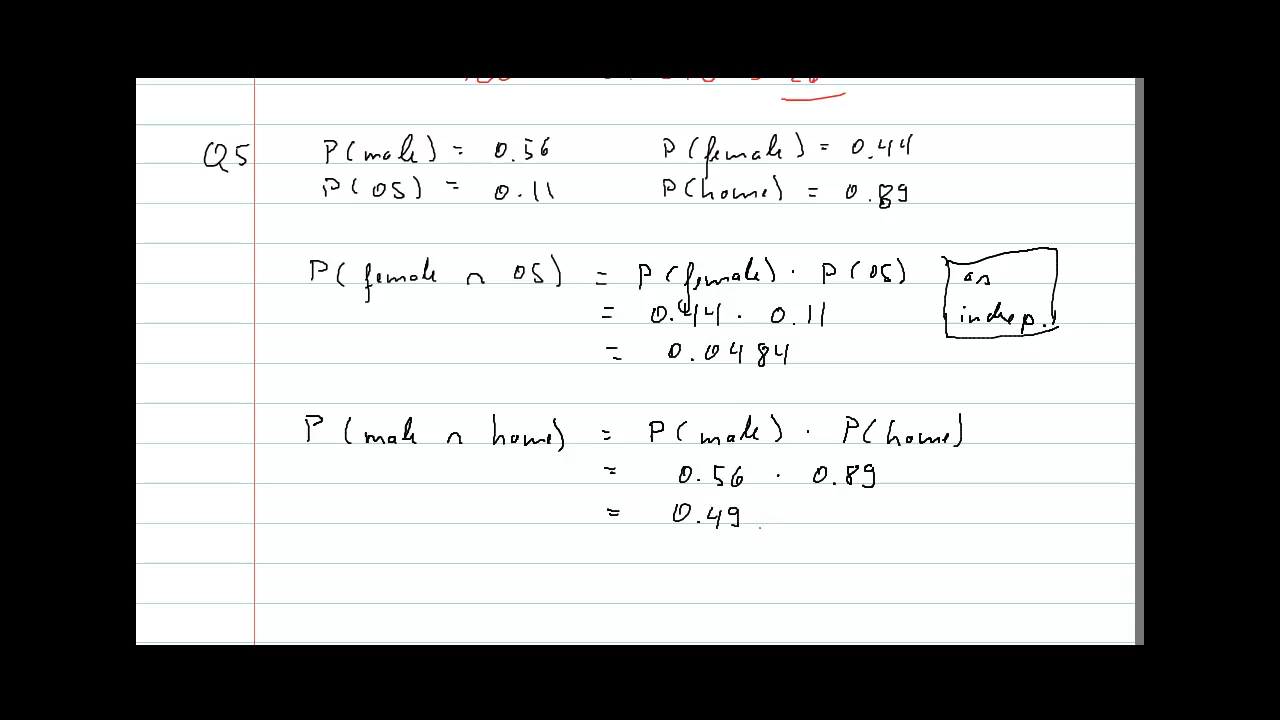 Q5 P(male) = 0.56 P(female) = 0.44
P(OS) = 0.11 P(home) = 0.89
P(female ∩ OS) = P(female) · P(OS) as
= 0.44 · 0.11 indep.
= 0.0484
P(male ∩ home) = P(male) · P(home)
= 0.56 · 0.89
= 0.49